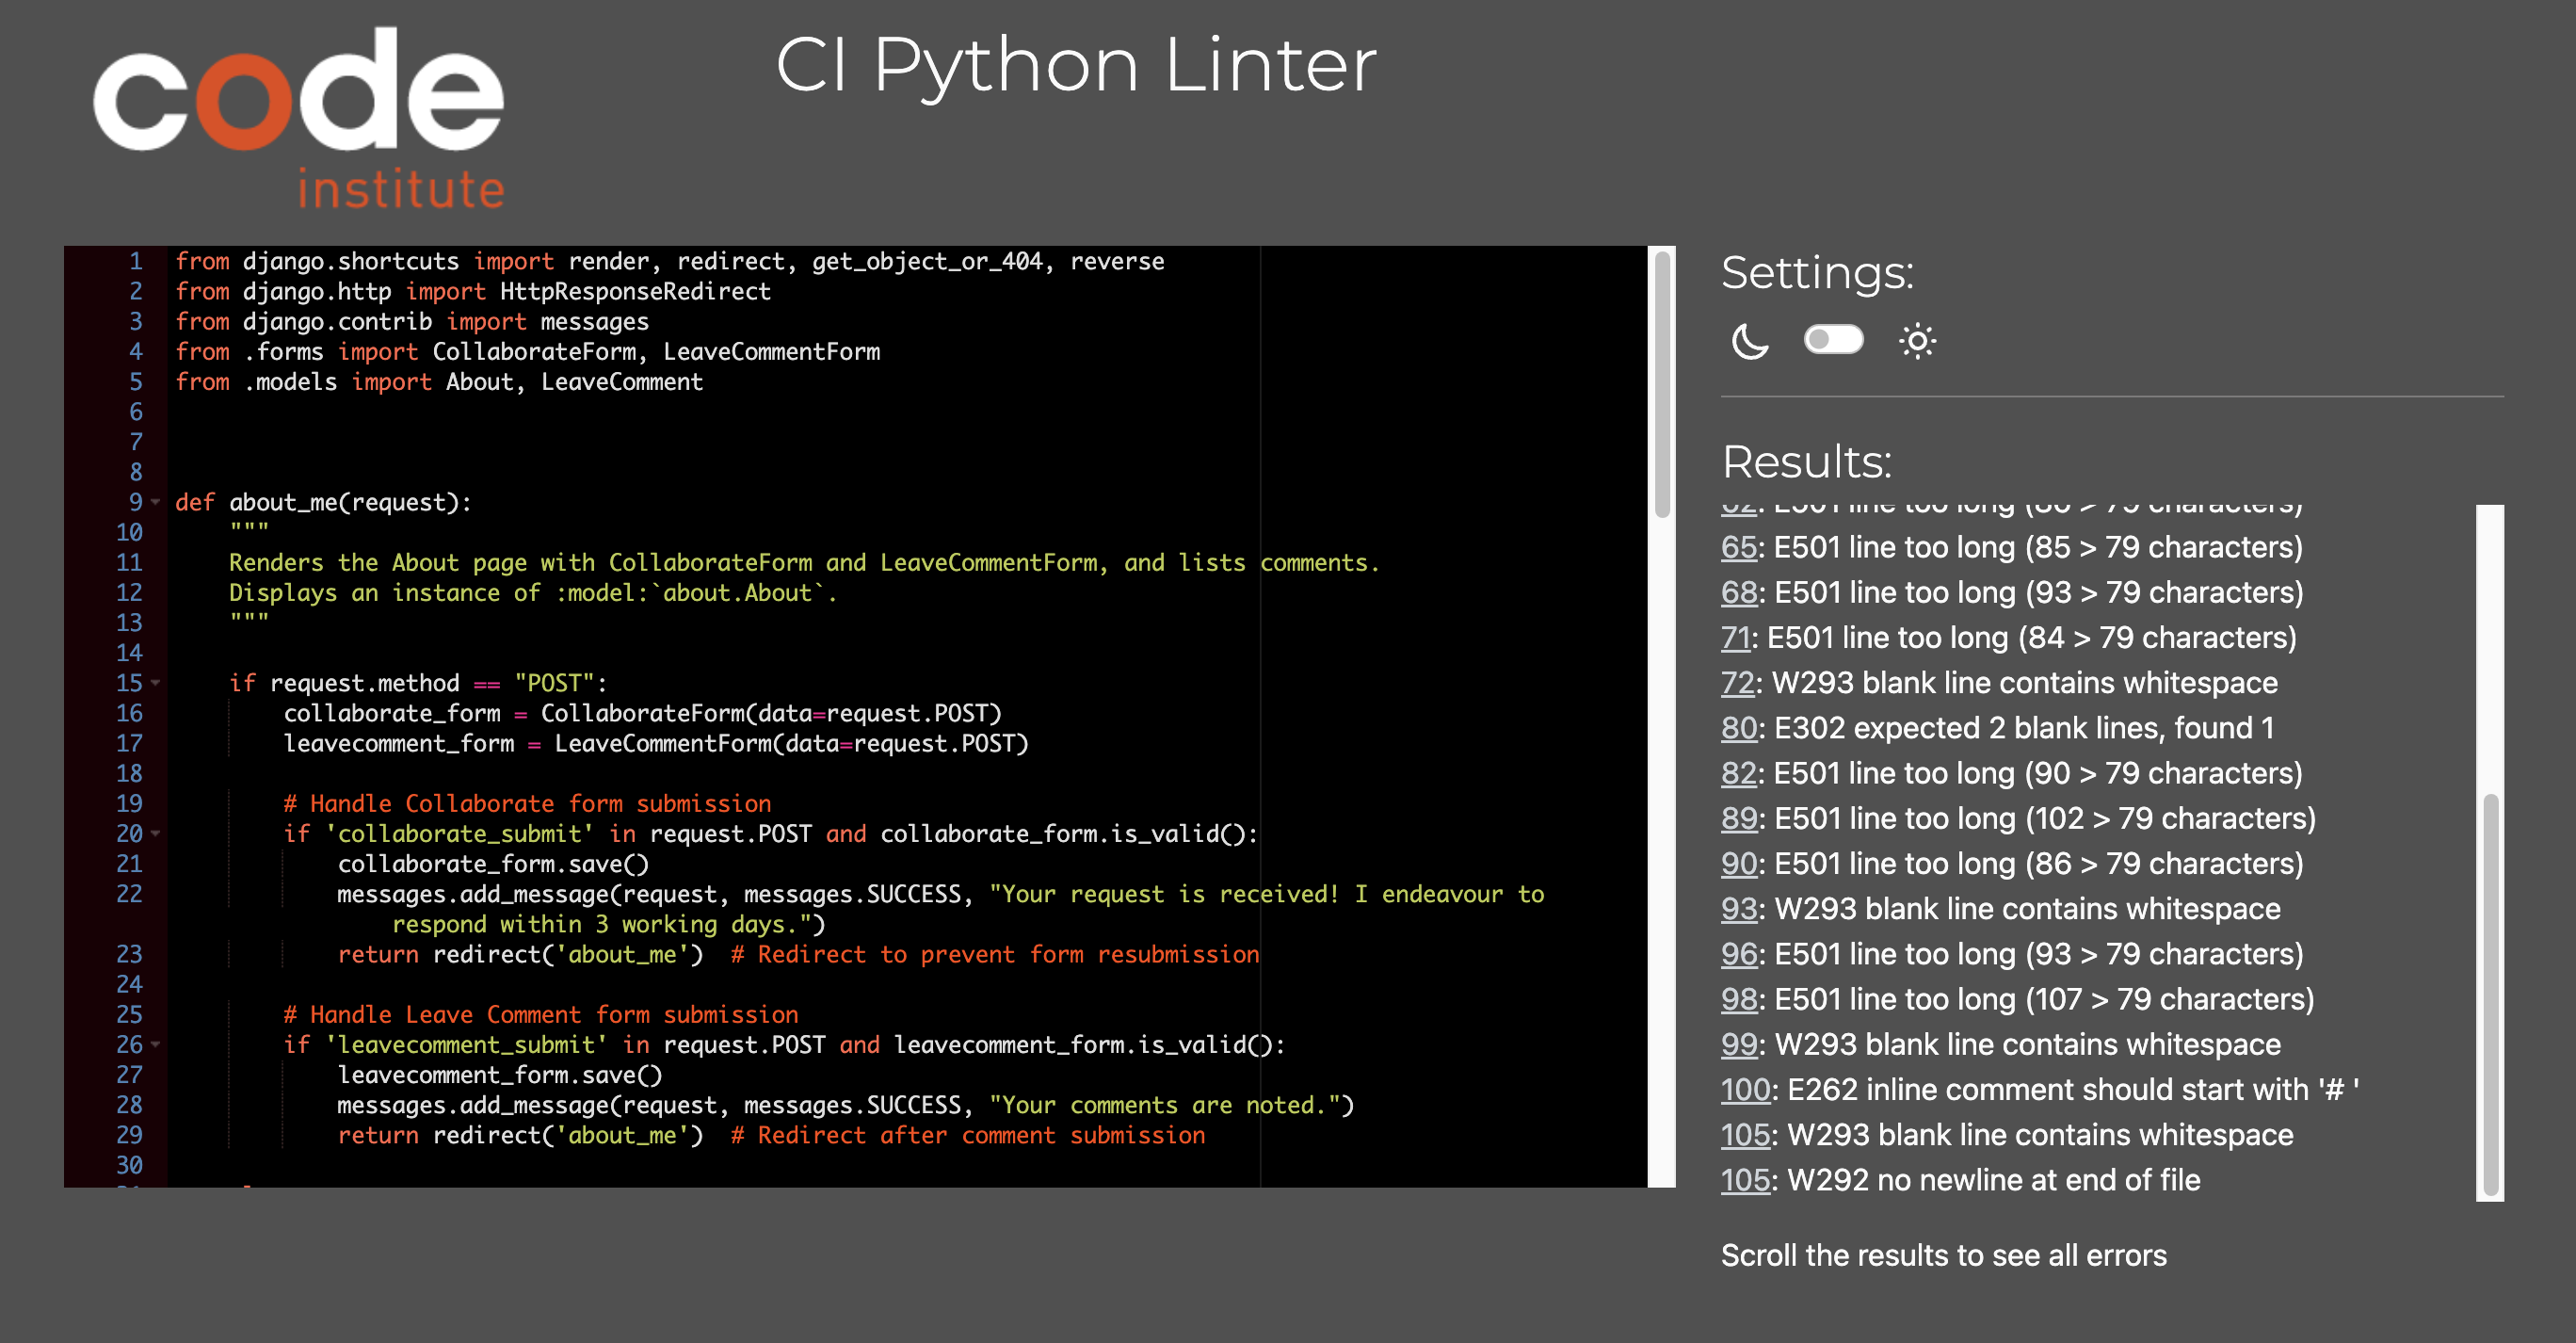 code
institute
CI Python Linter
1 from django.shortcuts import render, redirect, get_object_or_404, reverse
2 from django.http import HttpResponseRedirect
3 from django.contrib import messages
4 from .forms import CollaborateForm, LeaveCommentForm
5 from .models import About, LeaveComment
6
7
8
9 def about_me(request):
10 """
11 Renders the About page with CollaborateForm and LeaveCommentForm, and lists comments.
12 Displays an instance of :model:`about.About`.
13 """
14
15 if request.method == "POST":
16 collaborate_form = CollaborateForm(data=request.POST)
17 leavecomment_form = LeaveCommentForm(data=request.POST)
18
19 # Handle Collaborate form submission
20 if 'collaborate_submit' in request.POST and collaborate_form.is_valid():
21 collaborate_form.save()
22 messages.add_message(request, messages.SUCCESS, "Your request is received! I endeavour to
respond within 3 working days.")
23 return redirect('about_me')  # Redirect to prevent form resubmission
24
25 # Handle Leave Comment form submission
26 if 'leavecomment_submit' in request.POST and leavecomment_form.is_valid():
27 leavecomment_form.save()
28 messages.add_message(request, messages.SUCCESS, "Your comments are noted.")
29 return redirect('about_me')  # Redirect after comment submission
30
Settings:
Results:
62: E501 line too long (86 > 79 characters)
65: E501 line too long (85 > 79 characters)
68: E501 line too long (93 > 79 characters)
71: E501 line too long (84 > 79 characters)
72: W293 blank line contains whitespace
80: E302 expected 2 blank lines, found 1
82: E501 line too long (90 > 79 characters)
89: E501 line too long (102 > 79 characters)
90: E501 line too long (86 > 79 characters)
93: W293 blank line contains whitespace
96: E501 line too long (93 > 79 characters)
98: E501 line too long (107 > 79 characters)
99: W293 blank line contains whitespace
100: E262 inline comment should start with '# '
105: W293 blank line contains whitespace
105: W292 no newline at end of file
Scroll the results to see all errors